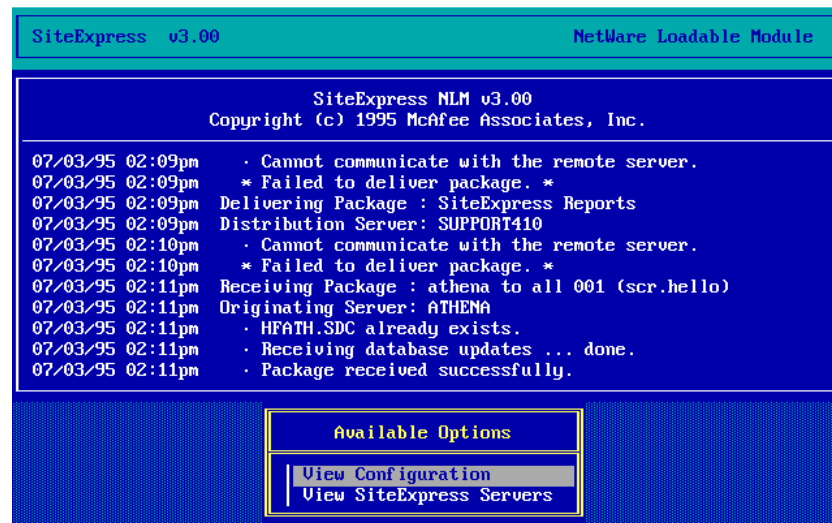 SiteExpress v3.00 NetWare Loadable Module
SiteExpress NLM v3.00
Copyright (c) 1995 McAfee Associates, Inc.
07/03/95 02:09pm · Cannot communicate with the remote server.
07/03/95 02:09pm * Failed to deliver package. *
07/03/95 02:09pm Delivering Package : SiteExpress Reports
07/03/95 02:09pm Distribution Server: SUPPORT410
07/03/95 02:10pm · Cannot communicate with the remote server.
07/03/95 02:10pm * Failed to deliver package. *
07/03/95 02:11pm Receiving Package : athena to all 001 (scr.hello)
07/03/95 02:11pm Originating Server: ATHENA
07/03/95 02:11pm · HFATH.SDC already exists.
07/03/95 02:11pm · Receiving database updates ... done.
07/03/95 02:11pm · Package received successfully.
Available Options
View Configuration
View SiteExpress Servers